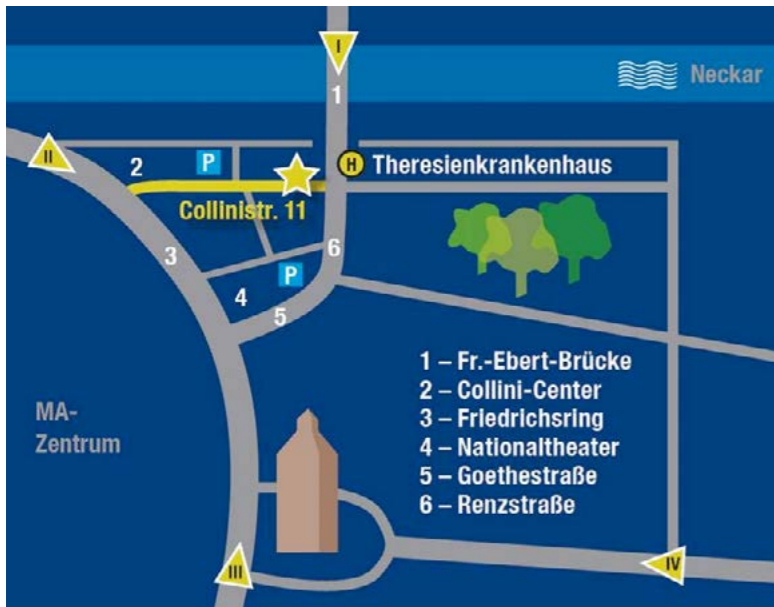 I
1
Neckar
II
2
P
H Theresienkrankenhaus
Collinistr. 11
3
6
P
4
5
1 – Fr.-Ebert-Brücke
2 – Collini-Center
3 – Friedrichsring
4 – Nationaltheater
5 – Goethestraße
6 – Renzstraße
MA-
Zentrum
III
IV